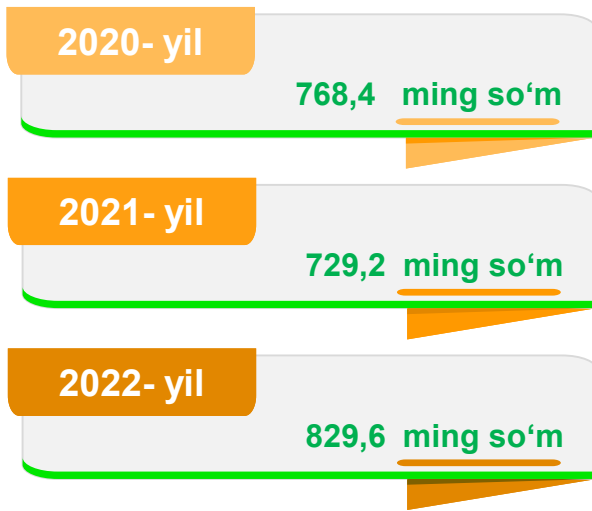 2020- yil
768,4 ming so‘m
2021- yil
729,2 ming so‘m
2022- yil
829,6 ming so‘m